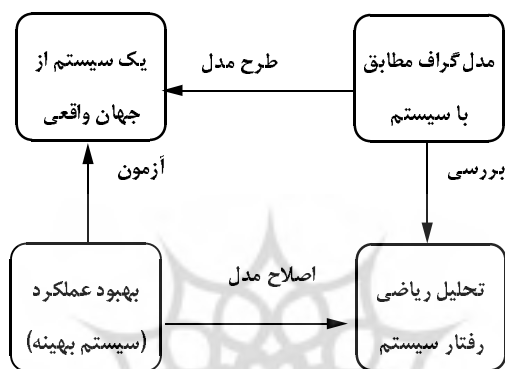 مدل گراف مطابق
با سیستم
طرح مدل
یک سیستم از
جهان واقعی
بررسی
آزمون
تحلیل ریاضی
رفتار سیستم
اصلاح مدل
بهبود عملکرد
(سیستم بهینه)